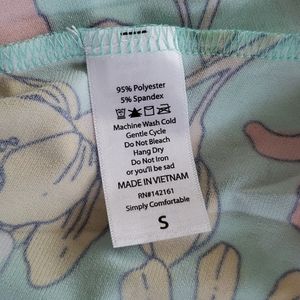 95% Polyester
5% Spandex
Machine Wash Cold
Gentle Cycle
Do Not Bleach
Hang Dry
Do Not Iron
or you'll be sad
MADE IN VIETNAM
RN#142161
Simply Comfortable
S